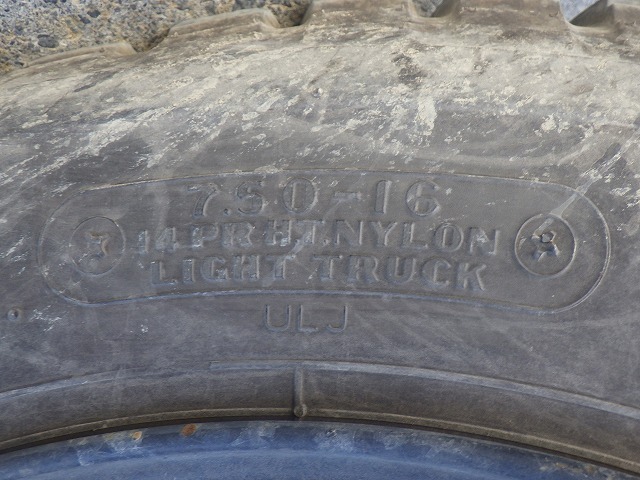 7.50-16
14PR H.T.NYLON
LIGHT TRUCK
ULJ